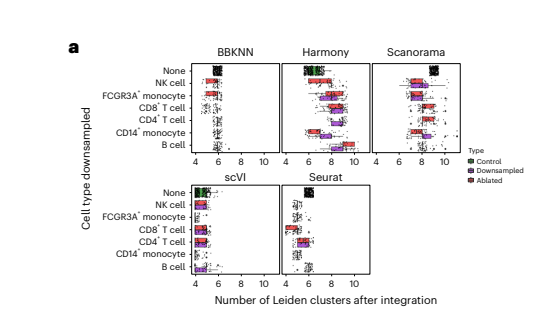 a
BBKNN Harmony Scanorama
None
NK cell
FCGR3A⁺ monocyte
CD8⁺ T cell
CD4⁺ T cell
CD14⁺ monocyte
B cell
4 6 8 10 4 6 8 10 4 6 8 10
Type
Control
Downsampled
Ablated
Cell type downsampled
scVI Seurat
None
NK cell
FCGR3A⁺ monocyte
CD8⁺ T cell
CD4⁺ T cell
CD14⁺ monocyte
B cell
4 6 8 10 4 6 8 10
Number of Leiden clusters after integration